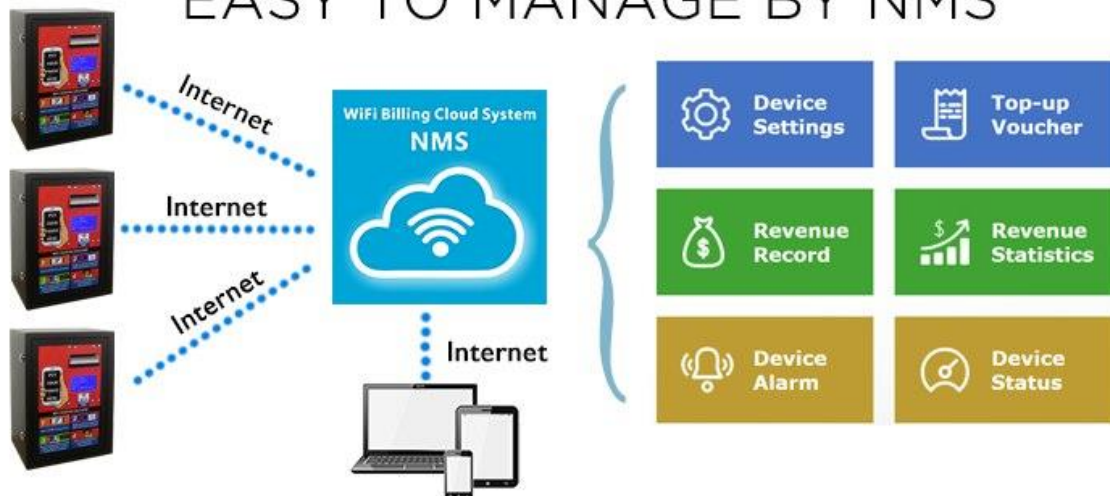 EASY TO MANAGE BY NMS
Internet
Internet
Internet
WiFi Billing Cloud System
NMS
Internet
Device
Settings
Top-up
Voucher
Revenue
Record
Revenue
Statistics
Device
Alarm
Device
Status